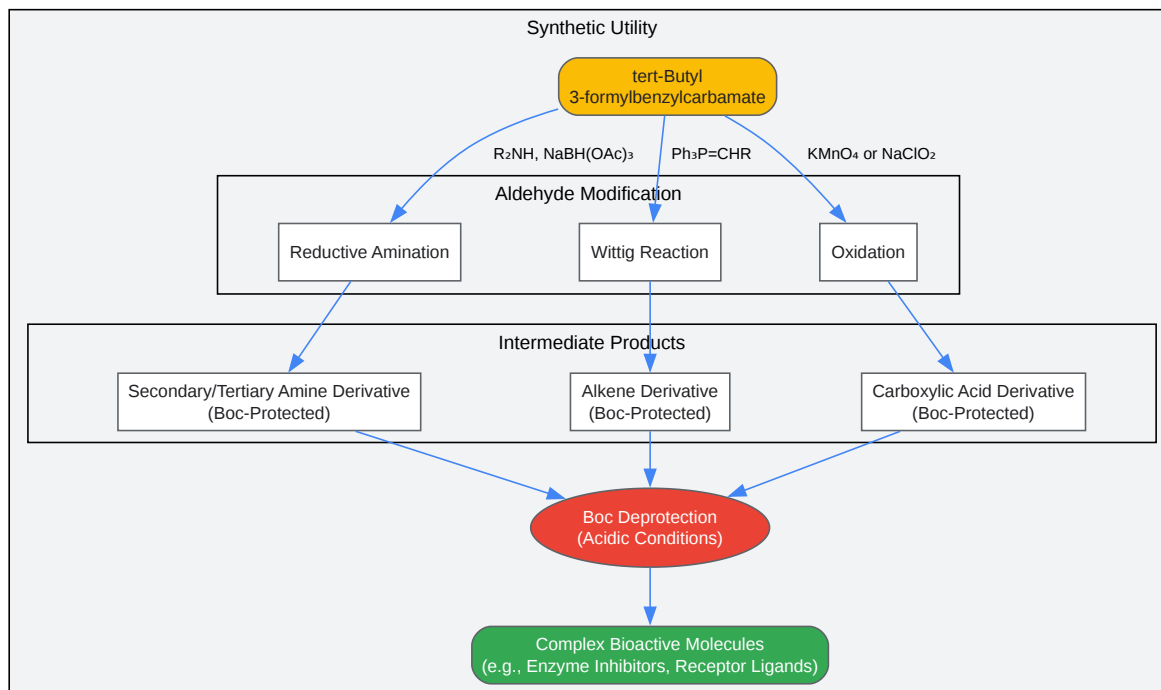 Synthetic Utility
tert-Butyl
3-formylbenzylcarbamate
R₂NH, NaBH(OAc)₃
Ph₃P=CHR
KMnO₄ or NaClO₂
Aldehyde Modification
Reductive Amination
Wittig Reaction
Oxidation
Intermediate Products
Secondary/Tertiary Amine Derivative
(Boc-Protected)
Alkene Derivative
(Boc-Protected)
Carboxylic Acid Derivative
(Boc-Protected)
Boc Deprotection
(Acidic Conditions)
Complex Bioactive Molecules
(e.g., Enzyme Inhibitors, Receptor Ligands)